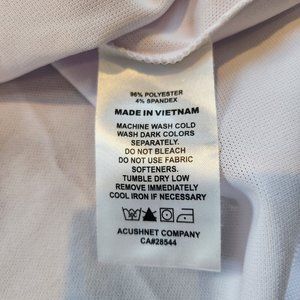 96% POLYESTER
4% SPANDEX
MADE IN VIETNAM
MACHINE WASH COLD
WASH DARK COLORS
SEPARATELY.
DO NOT BLEACH
DO NOT USE FABRIC
SOFTENERS.
TUMBLE DRY LOW
REMOVE IMMEDIATELY
COOL IRON IF NECESSARY
ACUSHNET COMPANY
CA#28544